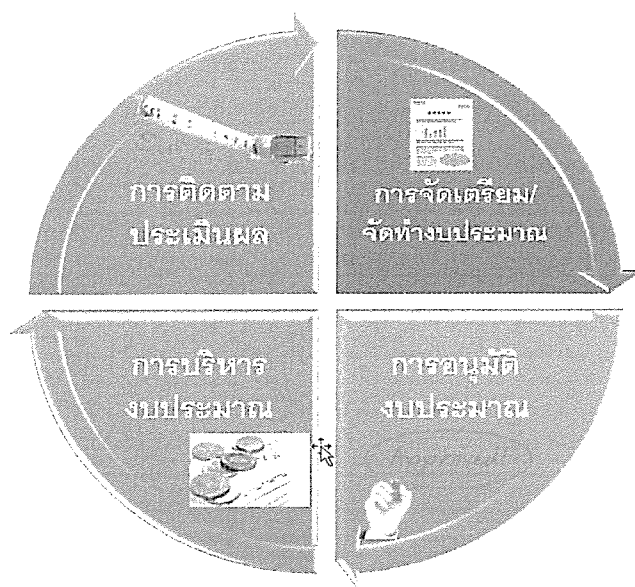 การติดตาม
ประเมินผล
การจัดเตรียม/
จัดทำงบประมาณ
การบริหาร
งบประมาณ
การอนุมัติ
งบประมาณ